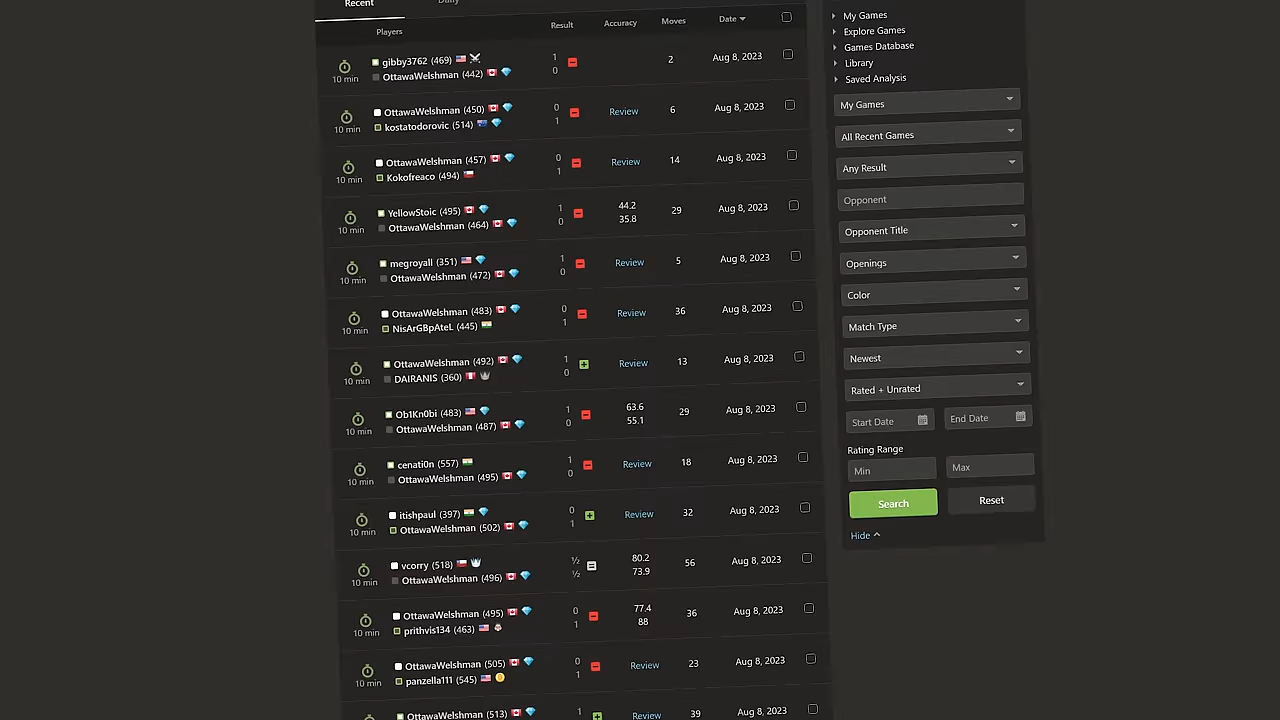 Recent
Daily
Players Result Accuracy Moves Date
10 min gibby3762 (469) 1 2 Aug 8, 2023
OttawaWelshman (442) 0
10 min OttawaWelshman (450) 0 Review 6 Aug 8, 2023
kostatodorovic (514) 1
10 min OttawaWelshman (457) 0 Review 14 Aug 8, 2023
Kokofreaco (494) 1
10 min YellowStoic (495) 1 44.2 29 Aug 8, 2023
OttawaWelshman (464) 0 35.8
10 min megroyall (351) 1 Review 5 Aug 8, 2023
OttawaWelshman (472) 0
10 min OttawaWelshman (483) 0 Review 36 Aug 8, 2023
NisArGBpAteL (445) 1
10 min OttawaWelshman (492) 1 Review 13 Aug 8, 2023
DAIRANIS (360) 0
10 min Ob1Kn0bi (483) 1 63.6 29 Aug 8, 2023
OttawaWelshman (487) 0 55.1
10 min cenati0n (557) 1 Review 18 Aug 8, 2023
OttawaWelshman (495) 0
10 min itishpaul (397) 0 Review 32 Aug 8, 2023
OttawaWelshman (502) 1
10 min vcorry (518) ½ 80.2 56 Aug 8, 2023
OttawaWelshman (496) ½ 73.9
10 min OttawaWelshman (495) 0 77.4 36 Aug 8, 2023
prithvis134 (463) 1 88
10 min OttawaWelshman (505) 0 Review 23 Aug 8, 2023
panzella111 (545) 1
OttawaWelshman (513) 1 Review 39 Aug 8, 2023
My Games
Explore Games
Games Database
Library
Saved Analysis
My Games
All Recent Games
Any Result
Opponent
Opponent Title
Openings
Color
Match Type
Newest
Rated + Unrated
Start Date End Date
Rating Range
Min Max
Search Reset
Hide